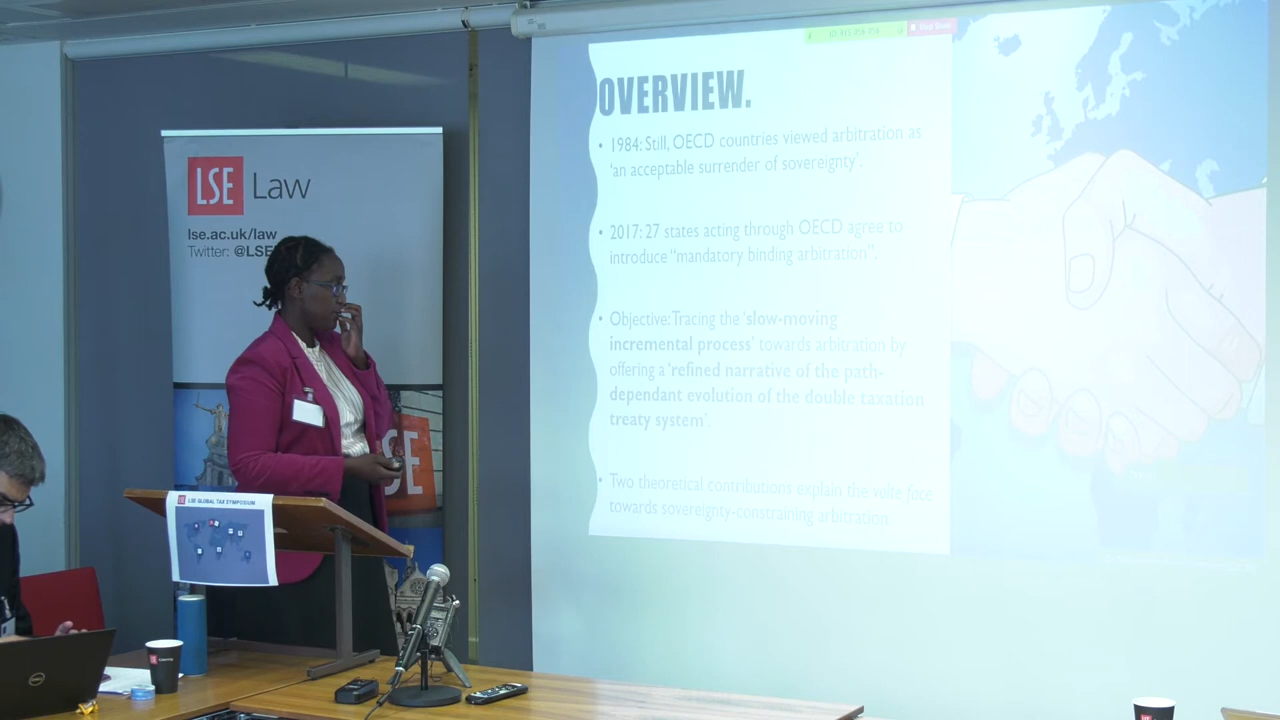 LSE Law
lse.ac.uk/law
Twitter: @LSE
SE
LSE GLOBAL TAX SYMPOSIUM
OVERVIEW.
• 1984: Still, OECD countries viewed arbitration as
'an acceptable surrender of sovereignty'.
• 2017: 27 states acting through OECD agree to
introduce "mandatory binding arbitration".
• Objective: Tracing the 'slow-moving
incremental process' towards arbitration by
offering a 'refined narrative of the path-
dependant evolution of the double taxation
treaty system'.
• Two theoretical contributions explain the volte face
towards sovereignty-constraining arbitration
DELL
LSE